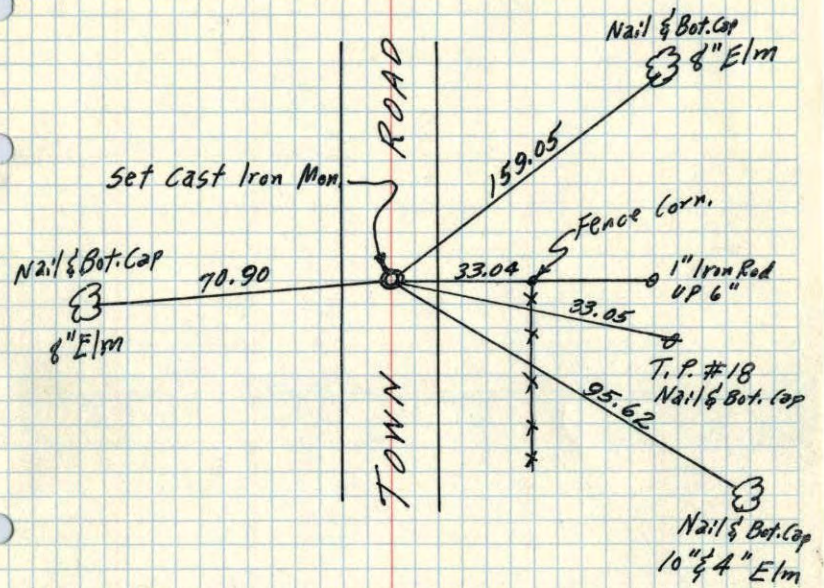 Nail & Bot. Cap
8" Elm
TOWN ROAD
159.05
Set Cast Iron Mon.
Fence Corn.
Nail & Bot. Cap
70.90
33.04
1" Iron Rod
UP 6"
8" Elm
33.05
T. P. #18
Nail & Bot. Cap
95.62
Nail & Bot. Cap
10" & 4" Elm